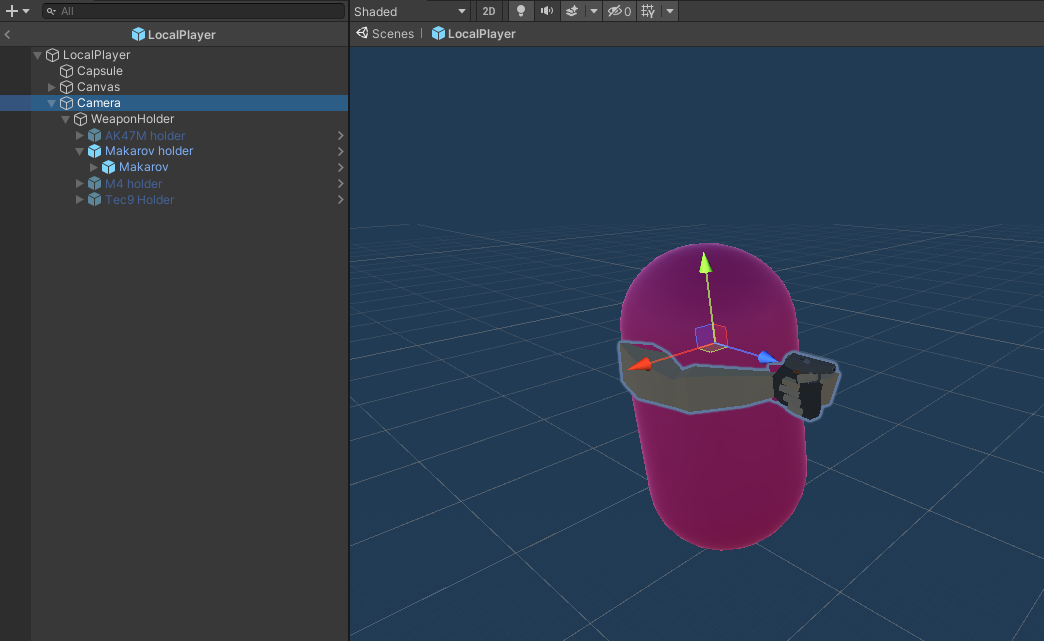 All
Shaded
2D
0
LocalPlayer
Scenes | LocalPlayer
LocalPlayer
Capsule
Canvas
Camera
WeaponHolder
AK47M holder
Makarov holder
Makarov
M4 holder
Tec9 Holder